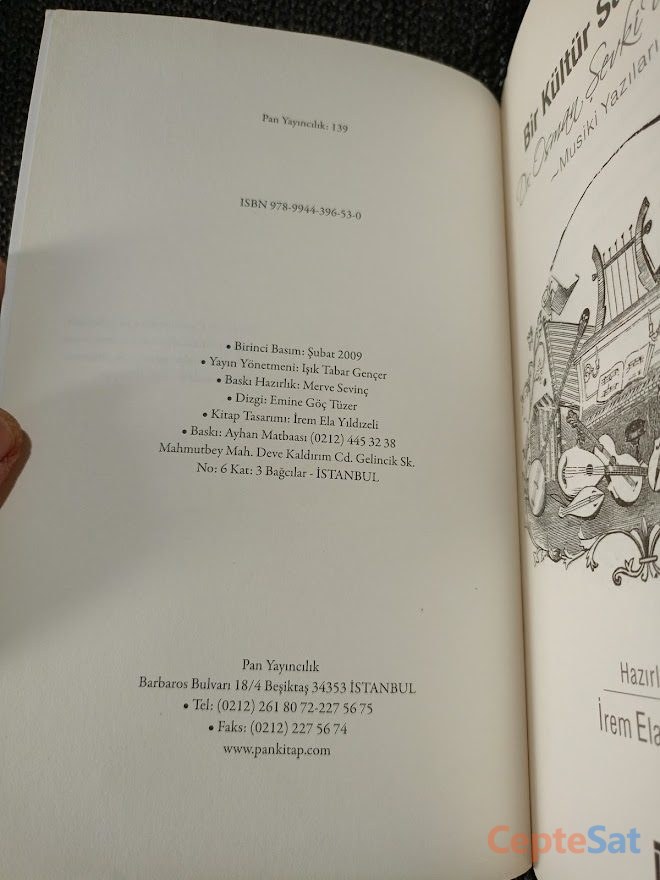 Pan Yayıncılık: 139
ISBN 978-9944-396-53-0
• Birinci Basım: Şubat 2009
• Yayın Yönetmeni: Işık Tabar Gençer
• Baskı Hazırlık: Merve Sevinç
• Dizgi: Emine Göç Tüzer
• Kitap Tasarımı: İrem Ela Yıldızeli
• Baskı: Ayhan Matbaası (0212) 445 32 38
Mahmutbey Mah. Deve Kaldırım Cd. Gelincik Sk.
No: 6 Kat: 3 Bağcılar - İSTANBUL
Pan Yayıncılık
Barbaros Bulvarı 18/4 Beşiktaş 34353 İSTANBUL
• Tel: (0212) 261 80 72-227 56 75
• Faks: (0212) 227 56 74
www.pankitap.com
Bir Kültür
Dr. Osman Şevki
–Musiki Yazıları
Hazırl
İrem Ela
CepteSat